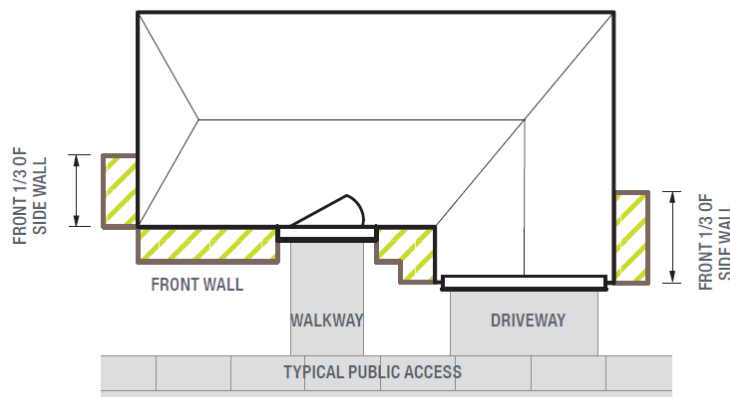 FRONT 1/3 OF
SIDE WALL
FRONT 1/3 OF
SIDE WALL
FRONT WALL
WALKWAY
DRIVEWAY
TYPICAL PUBLIC ACCESS